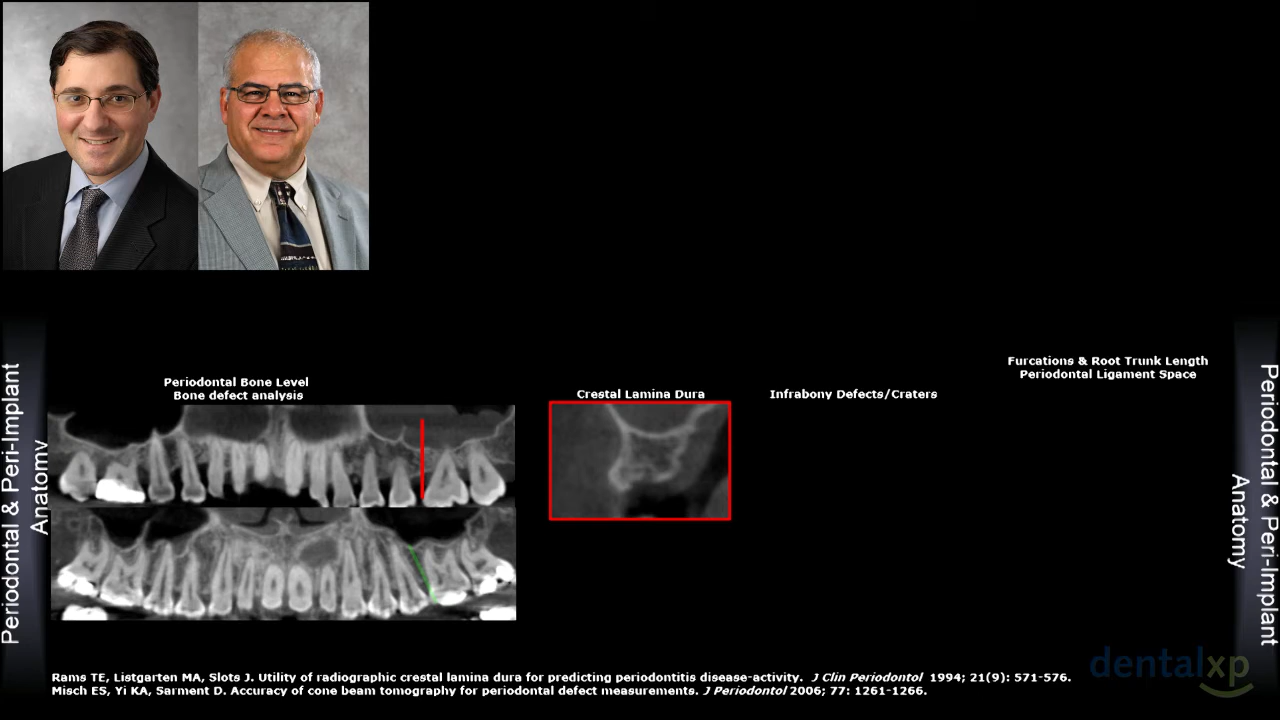 Furcations & Root Trunk Length
Periodontal Ligament Space
Periodontal Bone Level
Bone defect analysis
Crestal Lamina Dura
Infrabony Defects/Craters
Periodontal & Peri-Implant
Anatomy
Periodontal & Peri-Implant
Anatomy
dentalxp
Rams TE, Listgarten MA, Slots J. Utility of radiographic crestal lamina dura for predicting periodontitis disease-activity. J Clin Periodontol 1994; 21(9): 571-576.
Misch ES, Yi KA, Sarment D. Accuracy of cone beam tomography for periodontal defect measurements. J Periodontol 2006; 77: 1261-1266.